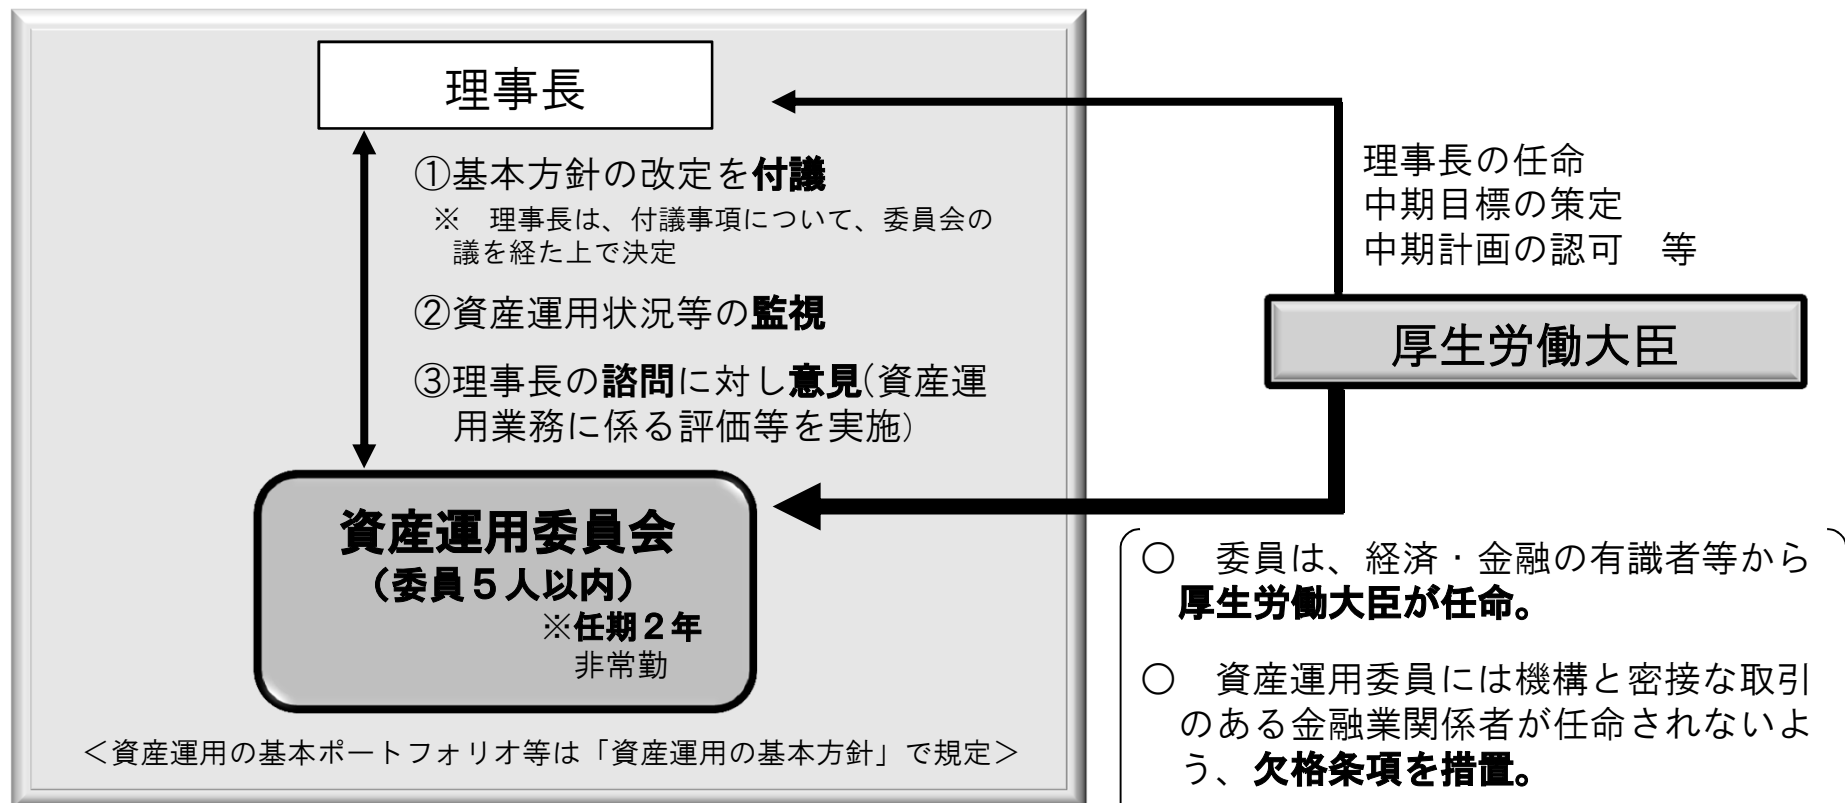 理事長
①基本方針の改定を付議
※　理事長は、付議事項について、委員会の
議を経た上で決定
②資産運用状況等の監視
③理事長の諮問に対し意見(資産運
用業務に係る評価等を実施)
資産運用委員会
（委員５人以内）
※任期２年
非常勤
＜資産運用の基本ポートフォリオ等は「資産運用の基本方針」で規定＞
理事長の任命
中期目標の策定
中期計画の認可　等
厚生労働大臣
○　委員は、経済・金融の有識者等から
厚生労働大臣が任命。
○　資産運用委員には機構と密接な取引
のある金融業関係者が任命されないよ
う、欠格条項を措置。